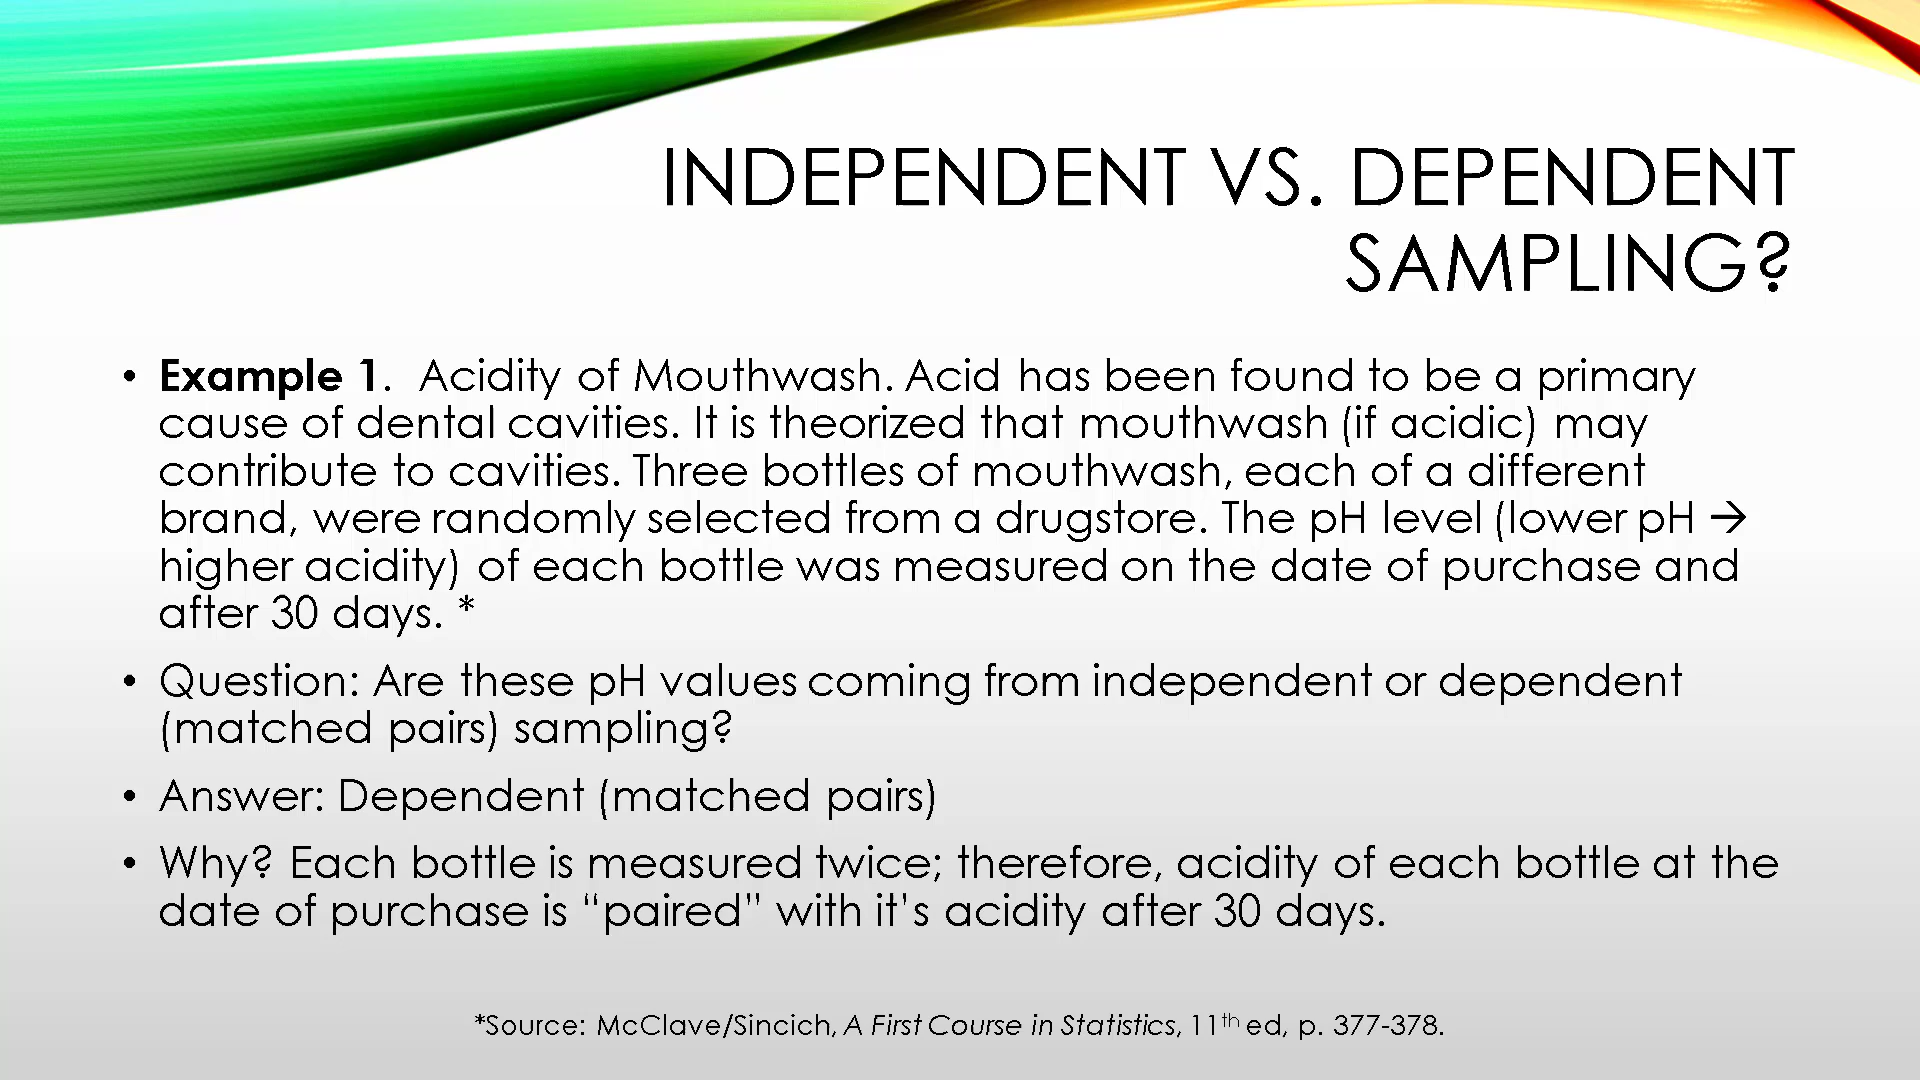 INDEPENDENT VS. DEPENDENT
SAMPLING?
• Example 1.  Acidity of Mouthwash. Acid has been found to be a primary
cause of dental cavities. It is theorized that mouthwash (if acidic) may
contribute to cavities. Three bottles of mouthwash, each of a different
brand, were randomly selected from a drugstore. The pH level (lower pH →
higher acidity) of each bottle was measured on the date of purchase and
after 30 days. *
• Question: Are these pH values coming from independent or dependent
(matched pairs) sampling?
• Answer: Dependent (matched pairs)
• Why? Each bottle is measured twice; therefore, acidity of each bottle at the
date of purchase is “paired” with it’s acidity after 30 days.
*Source: McClave/Sincich, A First Course in Statistics, 11th ed, p. 377-378.